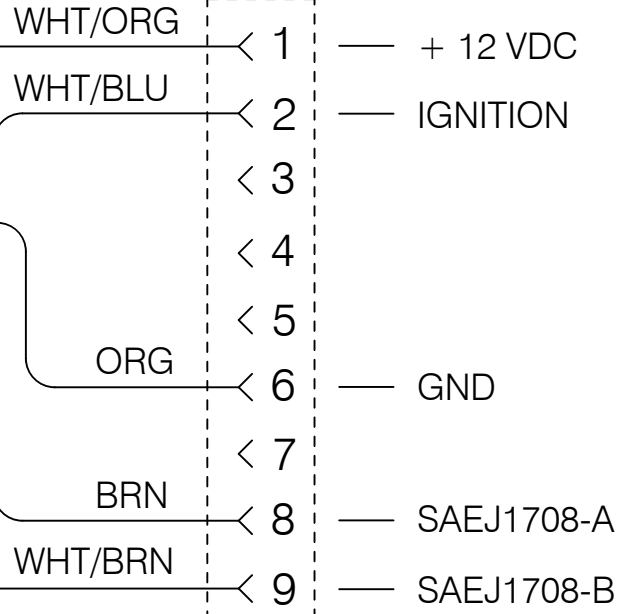 WHT/ORG 1 + 12 VDC
WHT/BLU 2 IGNITION
3
4
5
ORG 6 GND
7
BRN 8 SAEJ1708-A
WHT/BRN 9 SAEJ1708-B